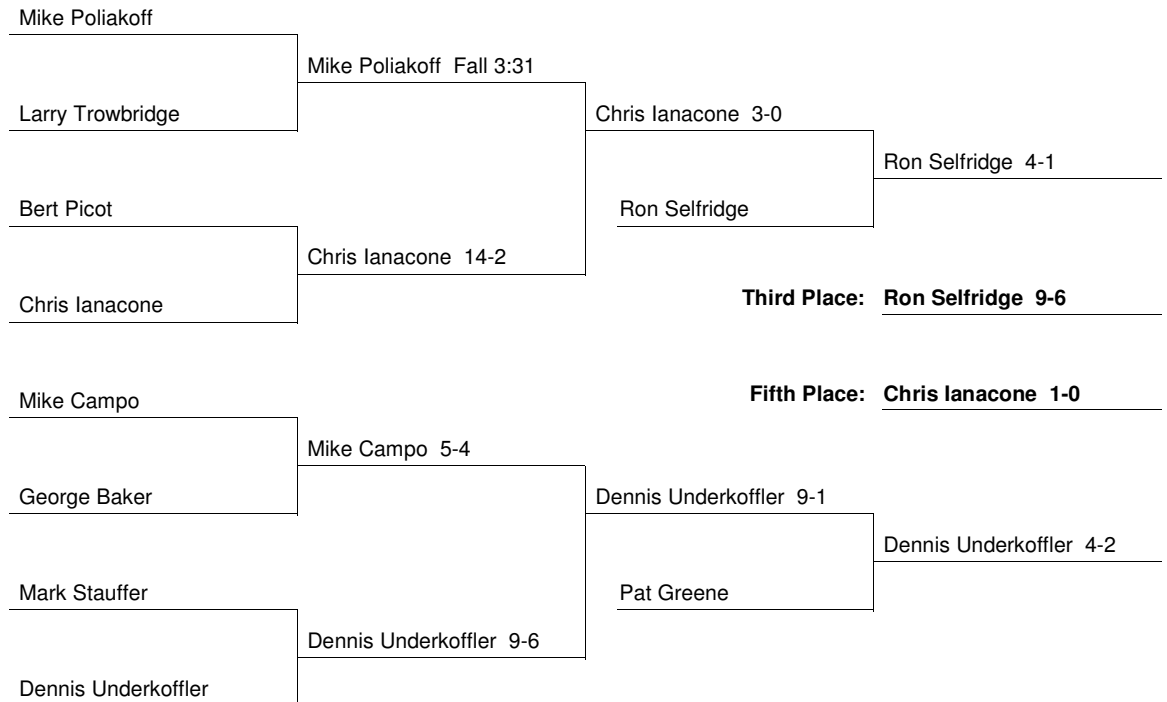 Mike Poliakoff
Mike Poliakoff Fall 3:31
Larry Trowbridge
Chris Ianacone 3-0
Ron Selfridge 4-1
Bert Picot
Ron Selfridge
Chris Ianacone 14-2
Chris Ianacone
Third Place: Ron Selfridge 9-6
Mike Campo
Fifth Place: Chris Ianacone 1-0
Mike Campo 5-4
George Baker
Dennis Underkoffler 9-1
Dennis Underkoffler 4-2
Mark Stauffer
Pat Greene
Dennis Underkoffler 9-6
Dennis Underkoffler